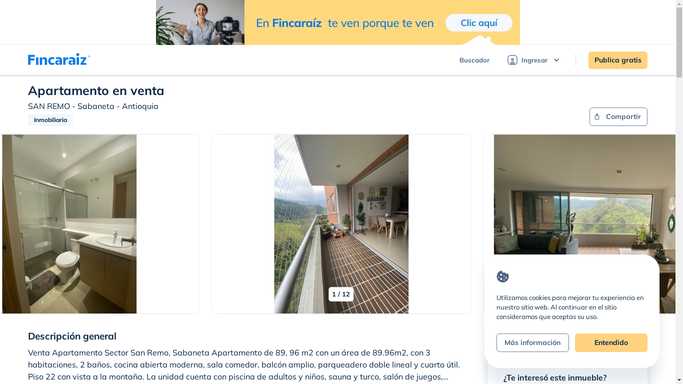 En Fincaraíz te ven porque te ven
Clic aquí
Fincaraíz
Buscador
Ingresar
Publica gratis
Apartamento en venta
SAN REMO - Sabaneta - Antioquia
Inmobiliaria
Compartir
1 / 12
Utilizamos cookies para mejorar tu experiencia en
nuestro sitio web. Al continuar en el sitio
consideramos que aceptas su uso.
Más información
Entendido
Descripción general
Venta Apartamento Sector San Remo, Sabaneta Apartamento de 89, 96 m2 con un área de 89.96m2, con 3
habitaciones, 2 baños, cocina abierta moderna, sala comedor, balcón amplio, parqueadero doble lineal y cuarto útil.
Piso 22 con vista a la montaña. La unidad cuenta con piscina de adultos y niños, sauna y turco, salón de juegos,...
¿Te interesó este inmueble?